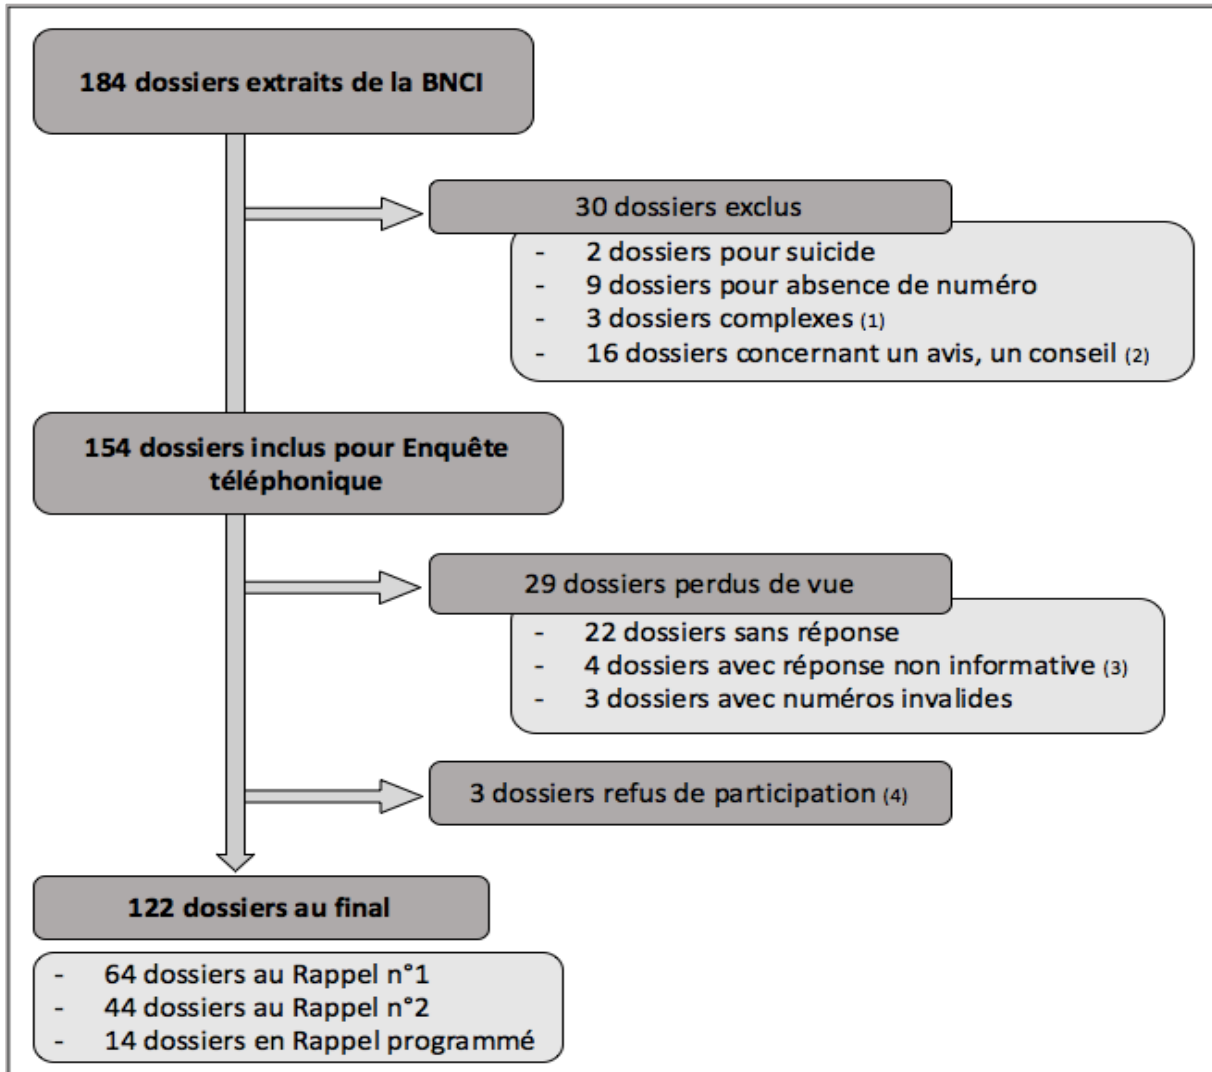 184 dossiers extraits de la BNCI
30 dossiers exclus
- 2 dossiers pour suicide
- 9 dossiers pour absence de numéro
- 3 dossiers complexes (1)
- 16 dossiers concernant un avis, un conseil (2)
154 dossiers inclus pour Enquête
téléphonique
29 dossiers perdus de vue
- 22 dossiers sans réponse
- 4 dossiers avec réponse non informative (3)
- 3 dossiers avec numéros invalides
3 dossiers refus de participation (4)
122 dossiers au final
- 64 dossiers au Rappel n°1
- 44 dossiers au Rappel n°2
- 14 dossiers en Rappel programmé